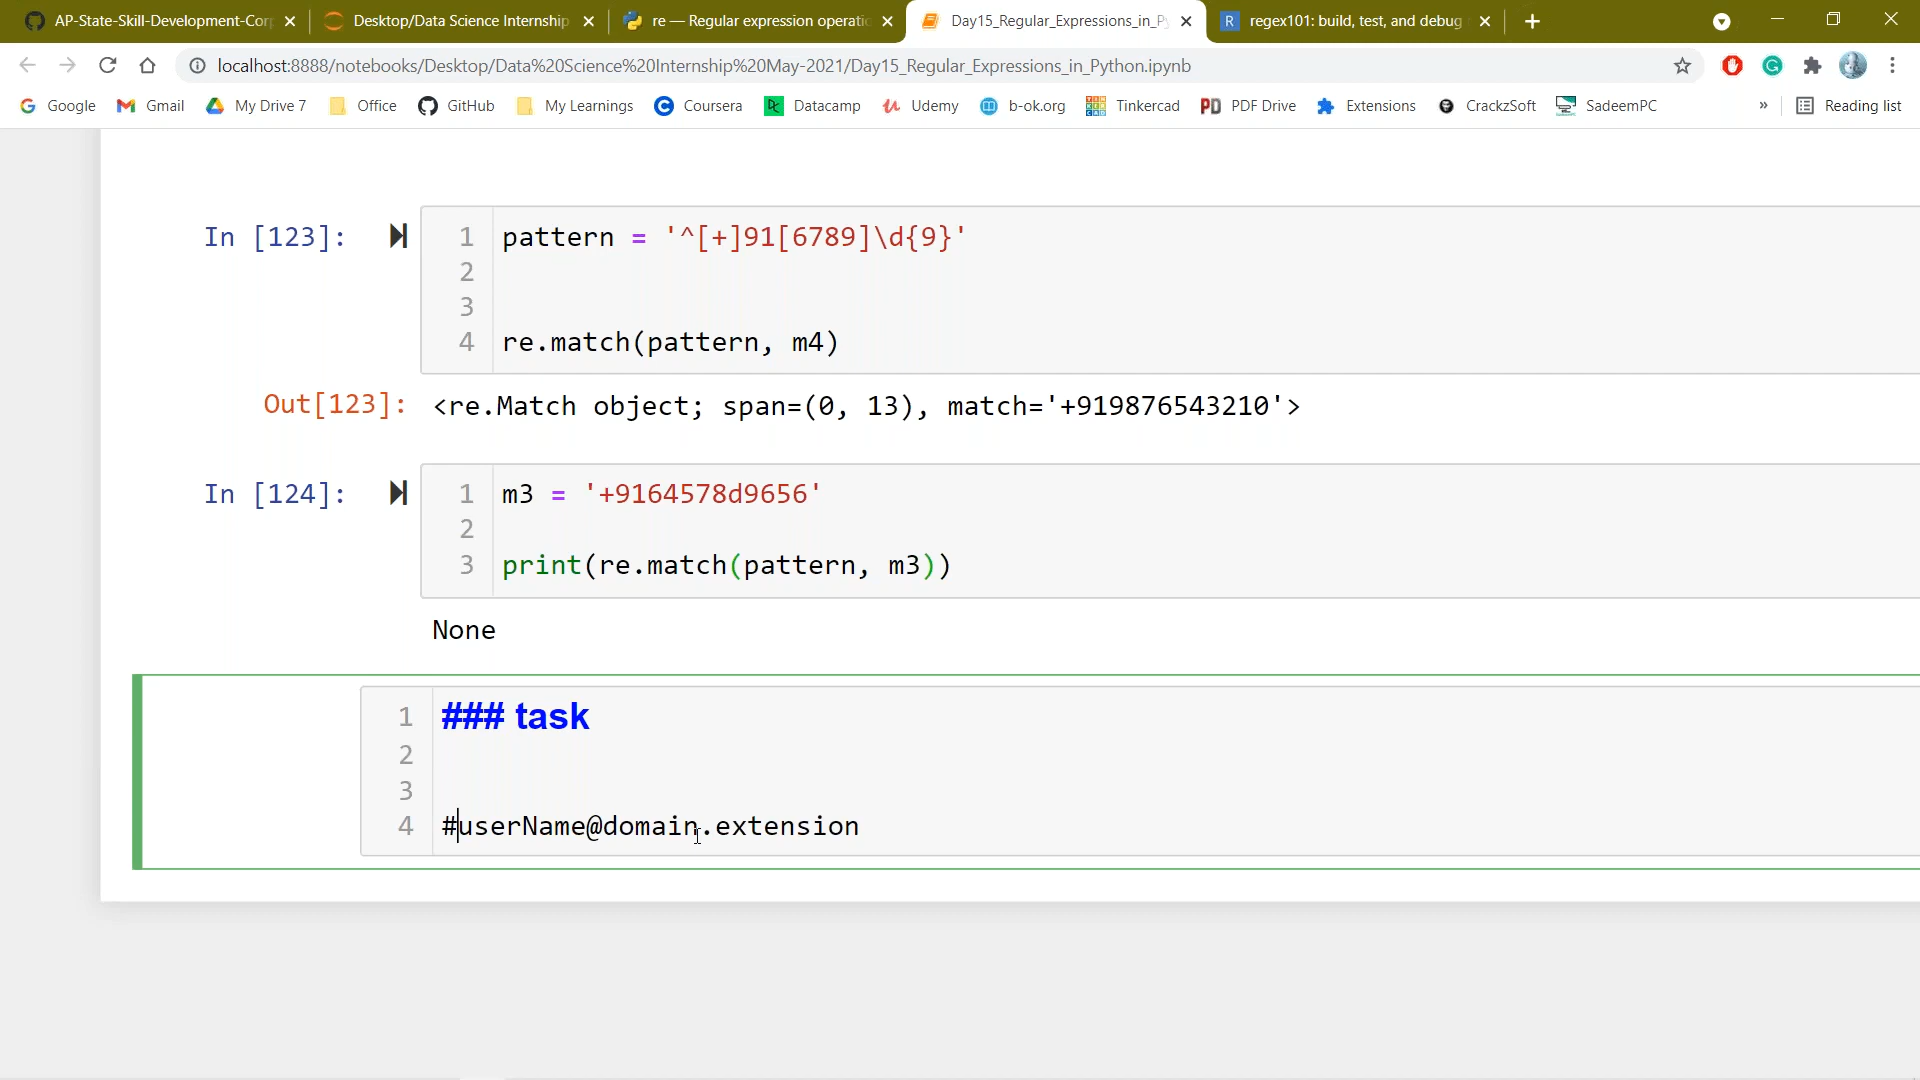 AP-State-Skill-Development-Corp
Desktop/Data Science Internship
re — Regular expression operatio
Day15_Regular_Expressions_in_Py
regex101: build, test, and debug
localhost:8888/notebooks/Desktop/Data%20Science%20Internship%20May-2021/Day15_Regular_Expressions_in_Python.ipynb
Google Gmail My Drive 7 Office GitHub My Learnings Coursera Datacamp Udemy b-ok.org Tinkercad PDF Drive Extensions CrackzSoft SadeemPC » Reading list
In [123]:
1 pattern = '^[+]91[6789]\d{9}'
2
3
4 re.match(pattern, m4)
Out[123]: <re.Match object; span=(0, 13), match='+919876543210'>
In [124]:
1 m3 = '+9164578d9656'
2
3 print(re.match(pattern, m3))
None
1 ### task
2
3
4 #userName@domain.extension